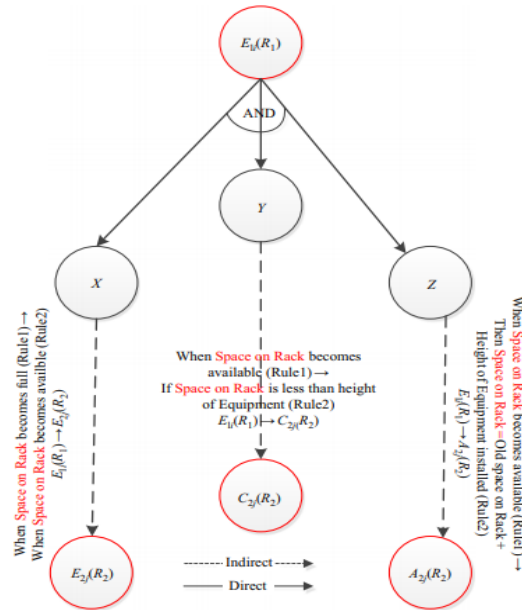 E₁ᵢ(R₁)
AND
Y
X
Z
When Space on Rack becomes full (Rule1) →
When Space on Rack becomes availble (Rule2)
E₁ᵢ(R₁)→E₂ⱼ(R₂)
When Space on Rack becomes
available (Rule1) →
If Space on Rack is less than height
of Equipment (Rule2)
E₁ᵢ(R₁) → C₂ⱼ(R₂)
When Space on Rack becomes available (Rule1) →
Then Space on Rack = Old space on Rack +
Height of Equipment installed (Rule2)
E₁ᵢ(R₁)→A₂ⱼ(R₂)
C₂ⱼ(R₂)
E₂ⱼ(R₂)
Indirect
Direct
A₂ⱼ(R₂)